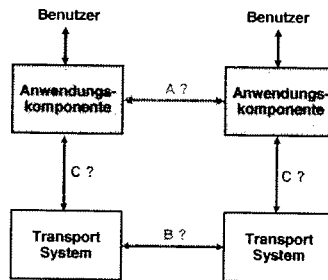 Benutzer Benutzer
Anwendungs-
komponente
A ?
Anwendungs-
komponente
C ? C ?
Transport
System
B ?
Transport
System